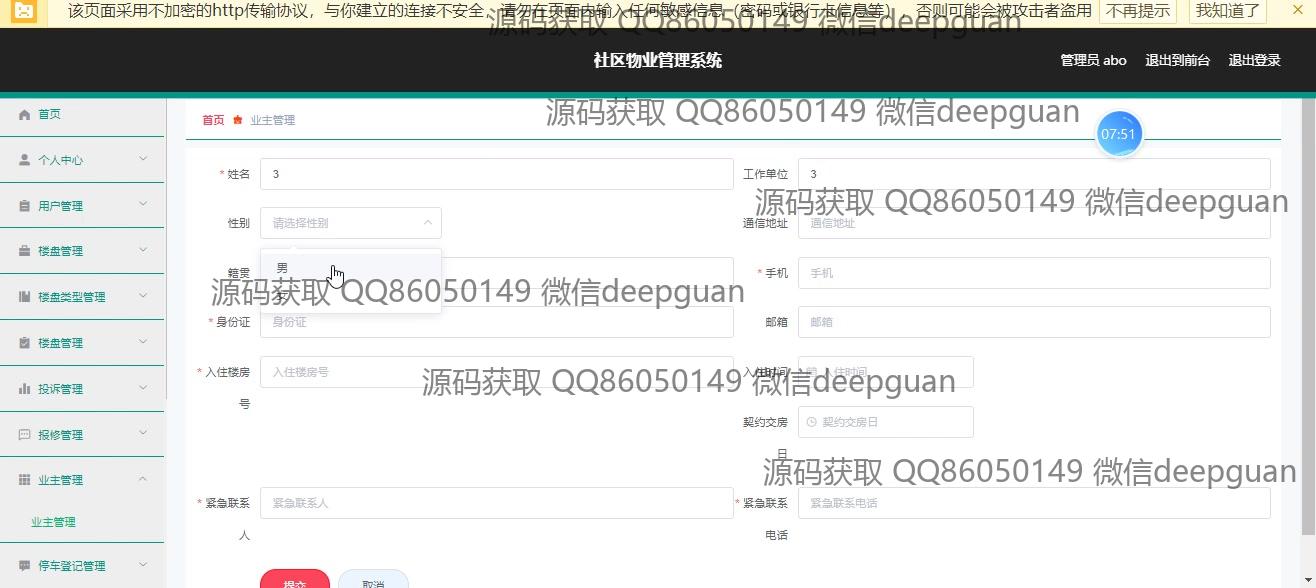 该页面采用不加密的http传输协议，与你建立的连接不安全，请勿在页面内输入任何敏感信息（密码或银行卡信息等），否则可能会被攻击者盗用 不再提示 我知道了
源码获取 QQ86050149 微信deepguan
社区物业管理系统 管理员 abo 退出到前台 退出登录
首页
个人中心
用户管理
楼盘管理
楼盘类型管理
楼盘管理
投诉管理
报修管理
业主管理
业主管理
停车登记管理
首页 业主管理
源码获取 QQ86050149 微信deepguan
07:51
* 姓名 3 工作单位 3
源码获取 QQ86050149 微信deepguan
性别 请选择性别 通信地址 通信地址
男
籍贯 * 手机 手机
源码获取 QQ86050149 微信deepguan
* 身份证 身份证 邮箱 邮箱
* 入住楼房号 入住楼房号 入住时间 入住时间
源码获取 QQ86050149 微信deepguan
契约交房日 契约交房日
源码获取 QQ86050149 微信deepguan
* 紧急联系人 紧急联系人 * 紧急联系电话 紧急联系电话
提交 取消